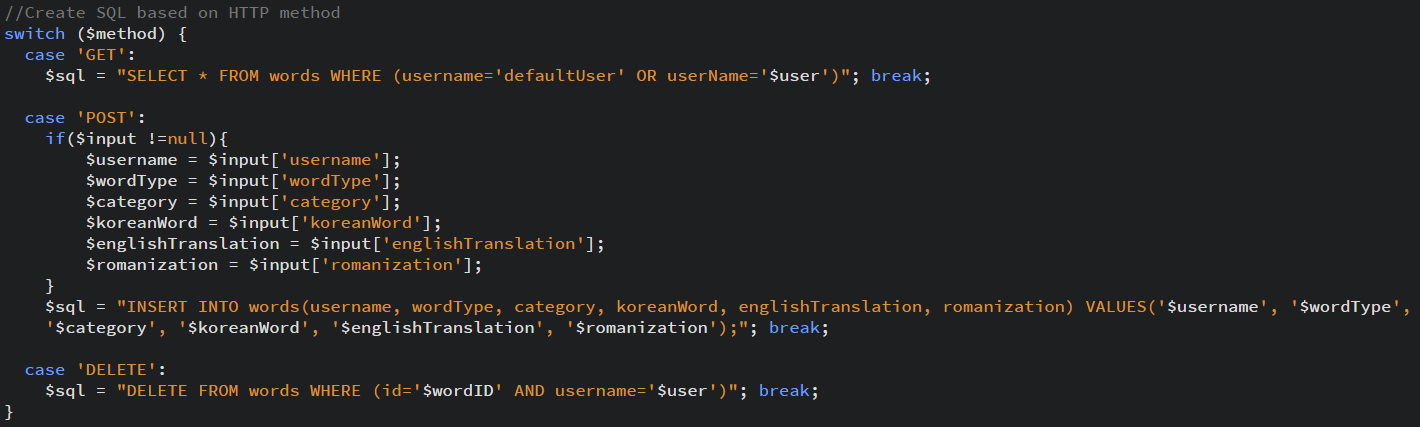 //Create SQL based on HTTP method
switch ($method) {
  case 'GET':
    $sql = "SELECT * FROM words WHERE (username='defaultUser' OR userName='$user')"; break;

  case 'POST':
    if($input !=null){
        $username = $input['username'];
        $wordType = $input['wordType'];
        $category = $input['category'];
        $koreanWord = $input['koreanWord'];
        $englishTranslation = $input['englishTranslation'];
        $romanization = $input['romanization'];
    }
    $sql = "INSERT INTO words(username, wordType, category, koreanWord, englishTranslation, romanization) VALUES('$username', '$wordType',
    '$category', '$koreanWord', '$englishTranslation', '$romanization');"; break;

  case 'DELETE':
    $sql = "DELETE FROM words WHERE (id='$wordID' AND username='$user')"; break;
}